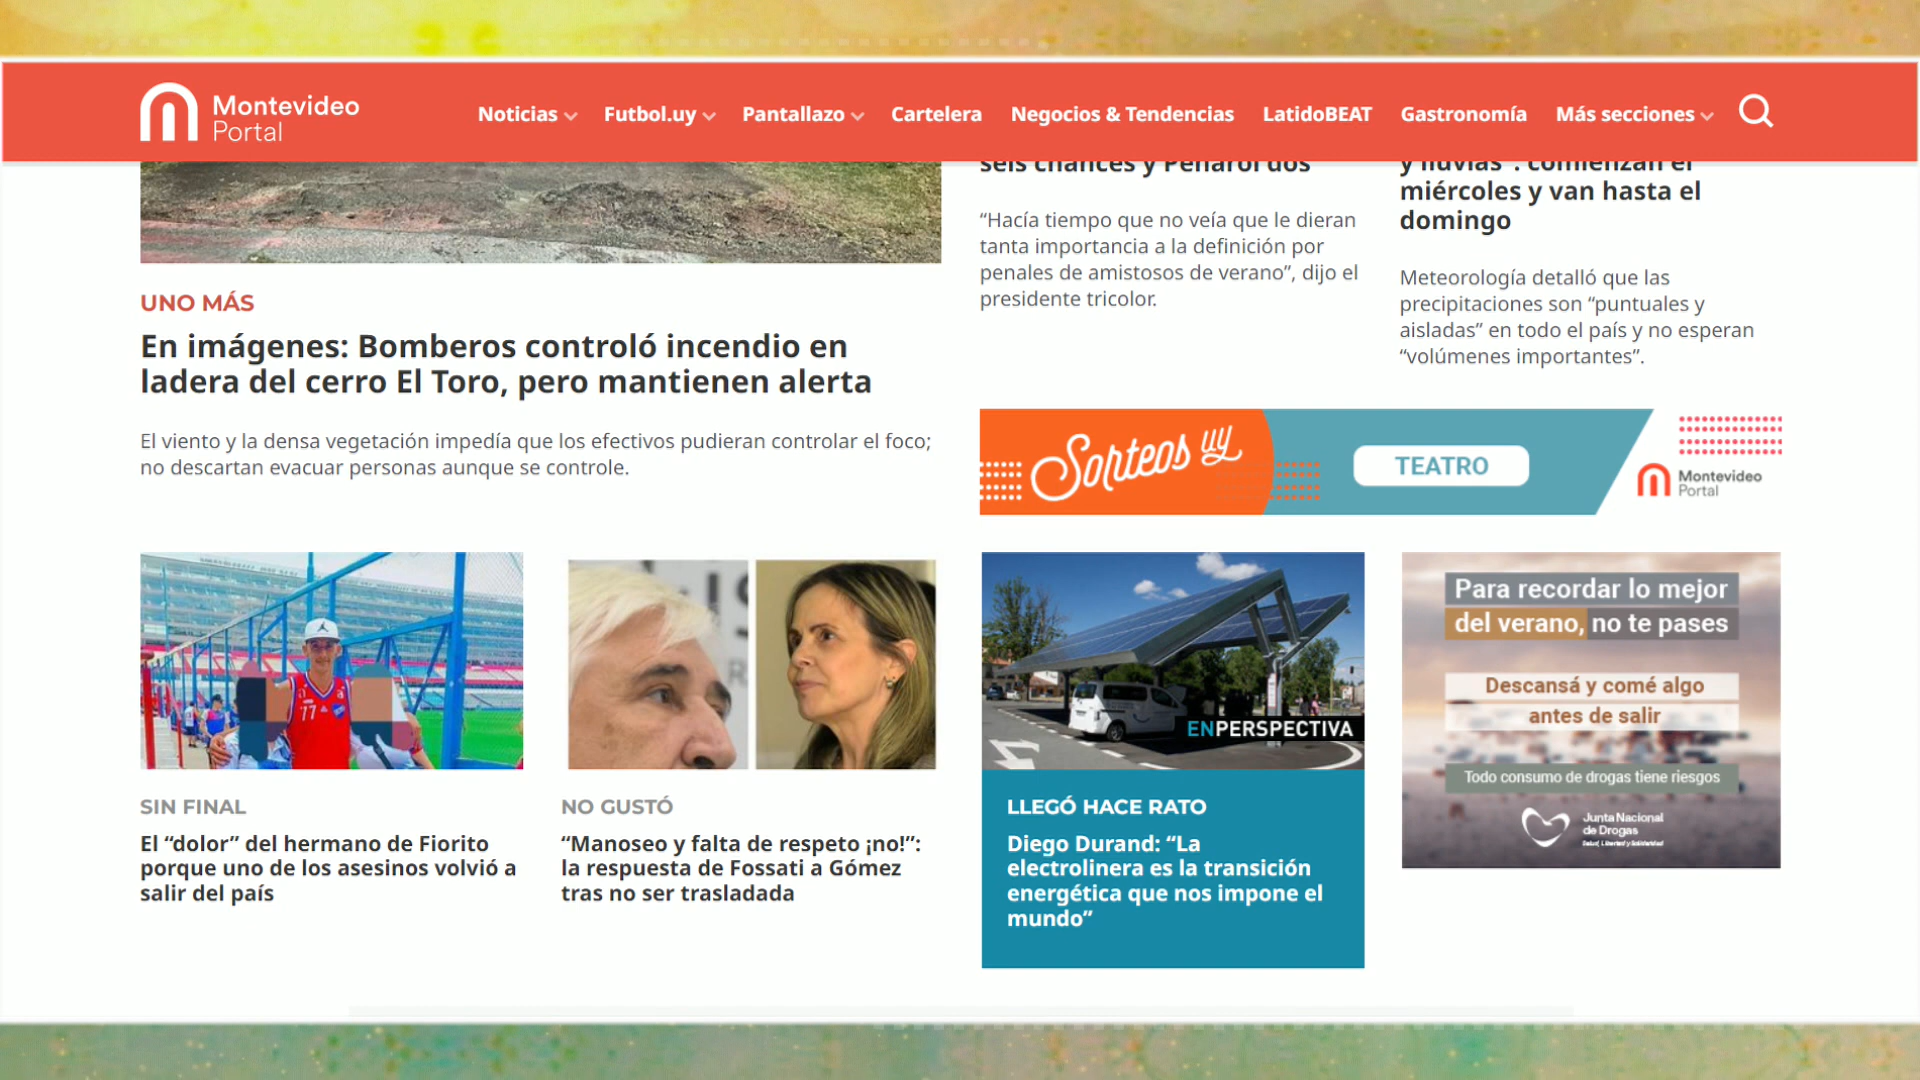 Montevideo
Portal
Noticias
Futbol.uy
Pantallazo
Cartelera
Negocios & Tendencias
LatidoBEAT
Gastronomía
Más secciones
UNO MÁS
En imágenes: Bomberos controló incendio en
ladera del cerro El Toro, pero mantienen alerta
El viento y la densa vegetación impedía que los efectivos pudieran controlar el foco;
no descartan evacuar personas aunque se controle.
seis chances y Peñarol dos
“Hacía tiempo que no veía que le dieran
tanta importancia a la definición por
penales de amistosos de verano”, dijo el
presidente tricolor.
y lluvias”: comienzan el
miércoles y van hasta el
domingo
Meteorología detalló que las
precipitaciones son “puntuales y
aisladas” en todo el país y no esperan
“volúmenes importantes”.
Sorteos uy
TEATRO
Montevideo
Portal
77
SIN FINAL
El “dolor” del hermano de Fiorito
porque uno de los asesinos volvió a
salir del país
NO GUSTÓ
“Manoseo y falta de respeto ¡no!”:
la respuesta de Fossati a Gómez
tras no ser trasladada
ENPERSPECTIVA
LLEGÓ HACE RATO
Diego Durand: “La
electrolinera es la transición
energética que nos impone el
mundo”
Para recordar lo mejor
del verano, no te pases
Descansá y comé algo
antes de salir
Todo consumo de drogas tiene riesgos
Junta Nacional
de Drogas
Salud, Libertad y Solidaridad